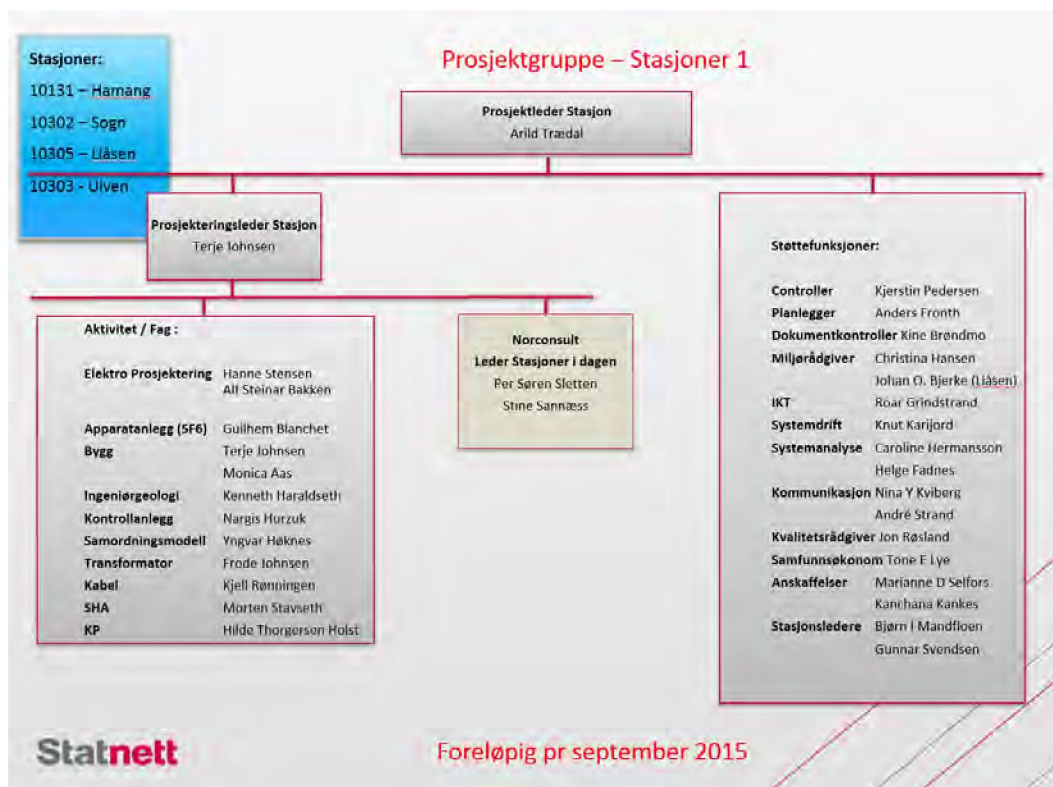 Prosjektgruppe – Stasjoner 1
Stasjoner:
10131 – Hamang
10302 – Sogn
10305 – Liåsen
10303 - Ulven
Prosjektleder Stasjon
Arild Trædal
Prosjekteringsleder Stasjon
Terje Johnsen
Aktivitet / Fag :
Elektro Prosjektering Hanne Stensen
Alf Steinar Bakken
Apparatanlegg (SF6) Guilhem Blanchet
Bygg Terje Johnsen
Monica Aas
Ingeniørgeologi Kenneth Haraldseth
Kontrollanlegg Nargis Hurzuk
Samordningsmodell Yngvar Høknes
Transformator Frode Johnsen
Kabel Kjell Rønningen
SHA Morten Stavseth
KP Hilde Thorgersen Holst
Norconsult
Leder Stasjoner i dagen
Per Søren Sletten
Stine Sannæss
Støttefunksjoner:
Controller Kjerstin Pedersen
Planlegger Anders Fronth
Dokumentkontroller Kine Brøndmo
Miljørådgiver Christina Hansen
Johan O. Bjerke (Liåsen)
IKT Roar Grindstrand
Systemdrift Knut Karijord
Systemanalyse Caroline Hermansson
Helge Fadnes
Kommunikasjon Nina Y Kviberg
André Strand
Kvalitetsrådgiver Jon Røsland
Samfunnsøkonom Tone E Lye
Anskaffelser Marianne D Selfors
Kanchana Kankes
Stasjonsledere Bjørn I Mandfloen
Gunnar Svendsen
Statnett
Foreløpig pr september 2015